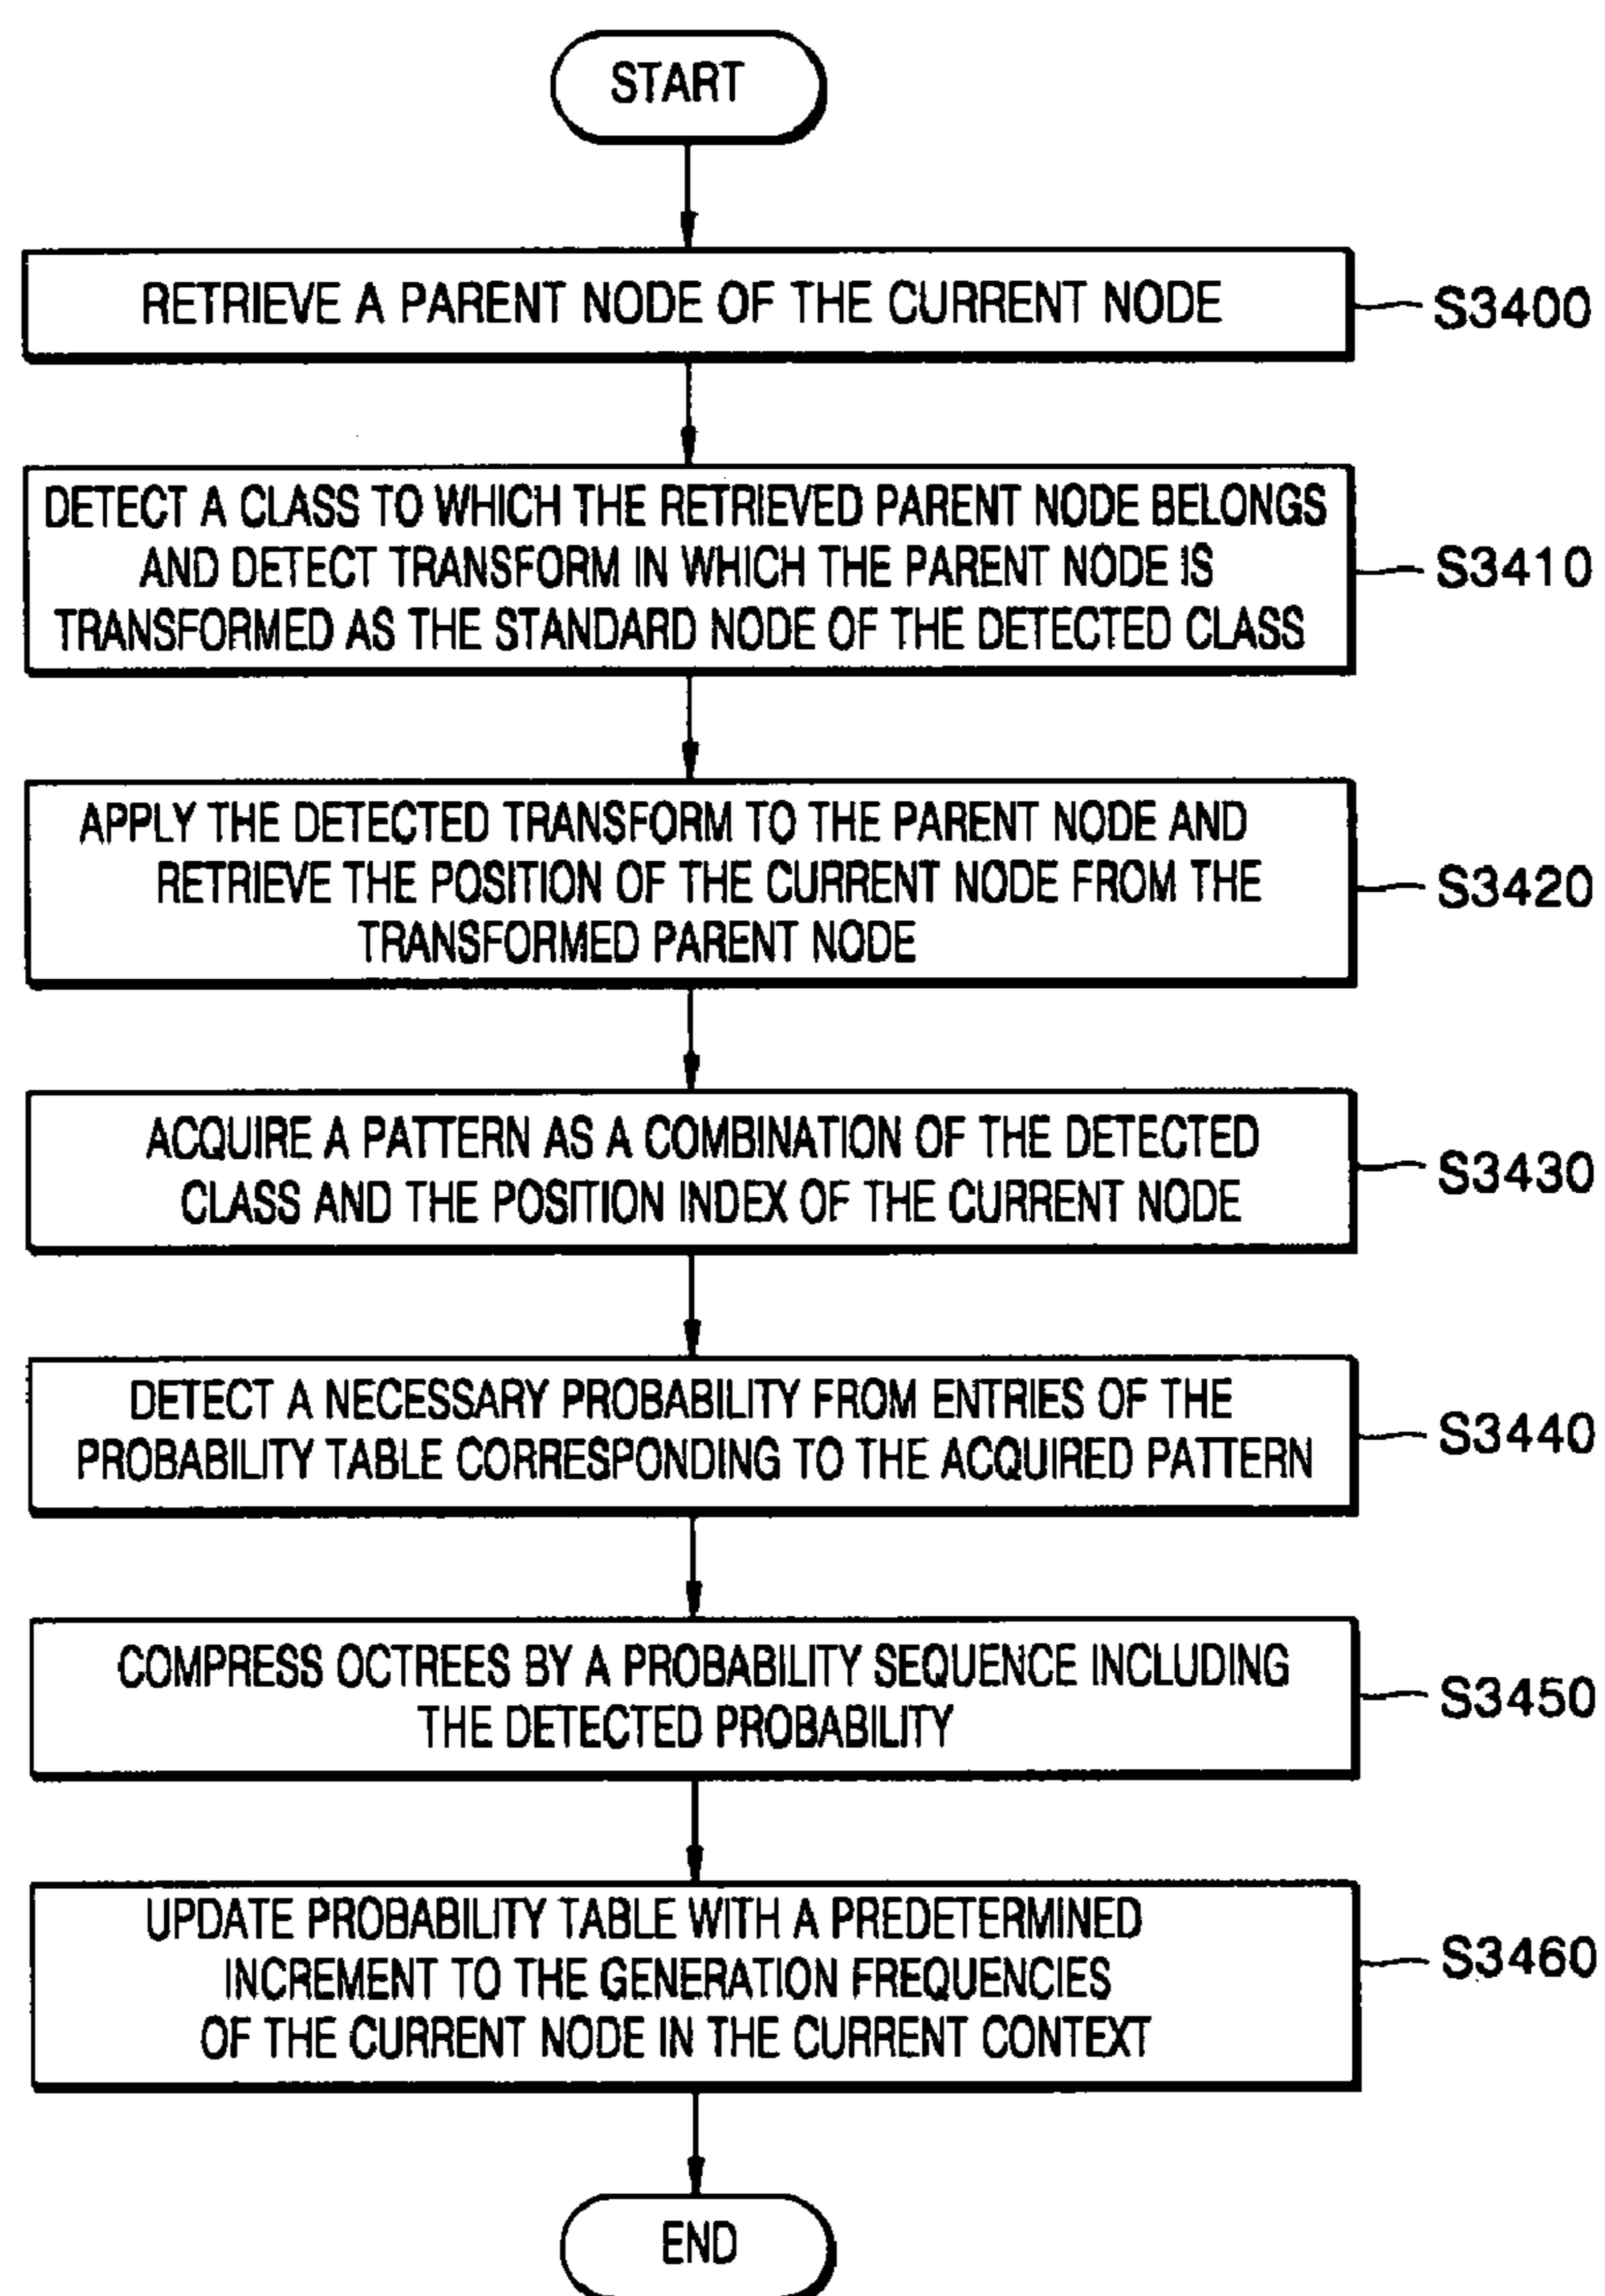 START
RETRIEVE A PARENT NODE OF THE CURRENT NODE
S3400
DETECT A CLASS TO WHICH THE RETRIEVED PARENT NODE BELONGS
AND DETECT TRANSFORM IN WHICH THE PARENT NODE IS
TRANSFORMED AS THE STANDARD NODE OF THE DETECTED CLASS
S3410
APPLY THE DETECTED TRANSFORM TO THE PARENT NODE AND
RETRIEVE THE POSITION OF THE CURRENT NODE FROM THE
TRANSFORMED PARENT NODE
S3420
ACQUIRE A PATTERN AS A COMBINATION OF THE DETECTED
CLASS AND THE POSITION INDEX OF THE CURRENT NODE
S3430
DETECT A NECESSARY PROBABILITY FROM ENTRIES OF THE
PROBABILITY TABLE CORRESPONDING TO THE ACQUIRED PATTERN
S3440
COMPRESS OCTREES BY A PROBABILITY SEQUENCE INCLUDING
THE DETECTED PROBABILITY
S3450
UPDATE PROBABILITY TABLE WITH A PREDETERMINED
INCREMENT TO THE GENERATION FREQUENCIES
OF THE CURRENT NODE IN THE CURRENT CONTEXT
S3460
END